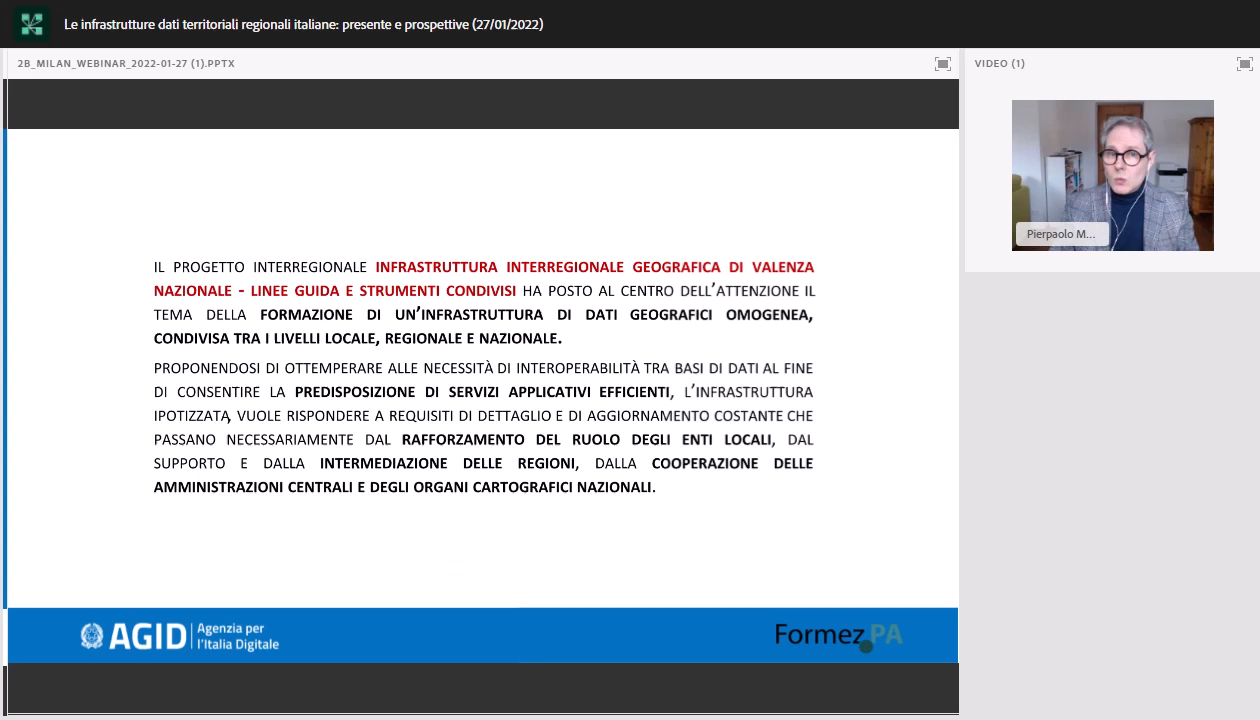 Le infrastrutture dati territoriali regionali italiane: presente e prospettive (27/01/2022)
2B_MILAN_WEBINAR_2022-01-27 (1).PPTX
VIDEO (1)
Pierpaolo M...
IL PROGETTO INTERREGIONALE INFRASTRUTTURA INTERREGIONALE GEOGRAFICA DI VALENZA
NAZIONALE - LINEE GUIDA E STRUMENTI CONDIVISI HA POSTO AL CENTRO DELL'ATTENZIONE IL
TEMA DELLA FORMAZIONE DI UN'INFRASTRUTTURA DI DATI GEOGRAFICI OMOGENEA,
CONDIVISA TRA I LIVELLI LOCALE, REGIONALE E NAZIONALE.
PROPONENDOSI DI OTTEMPERARE ALLE NECESSITÀ DI INTEROPERABILITÀ TRA BASI DI DATI AL FINE
DI CONSENTIRE LA PREDISPOSIZIONE DI SERVIZI APPLICATIVI EFFICIENTI, L'INFRASTRUTTURA
IPOTIZZATA, VUOLE RISPONDERE A REQUISITI DI DETTAGLIO E DI AGGIORNAMENTO COSTANTE CHE
PASSANO NECESSARIAMENTE DAL RAFFORZAMENTO DEL RUOLO DEGLI ENTI LOCALI, DAL
SUPPORTO E DALLA INTERMEDIAZIONE DELLE REGIONI, DALLA COOPERAZIONE DELLE
AMMINISTRAZIONI CENTRALI E DEGLI ORGANI CARTOGRAFICI NAZIONALI.
AGID Agenzia per
l'Italia Digitale
Formez PA